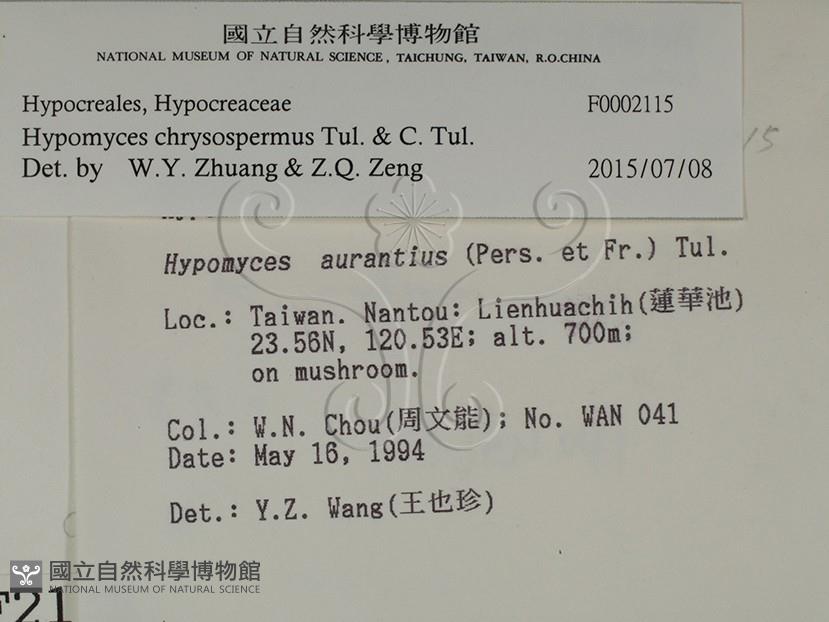 國立自然科學博物館
NATIONAL MUSEUM OF NATURAL SCIENCE, TAICHUNG, TAIWAN, R.O.CHINA
Hypocreales, Hypocreaceae F0002115
Hypomyces chrysospermus Tul. & C. Tul.
Det. by W.Y. Zhuang & Z.Q. Zeng 2015/07/08
15
Hypomyces aurantius (Pers. et Fr.) Tul.
Loc.: Taiwan. Nantou: Lienhuachih(蓮華池)
23.56N, 120.53E; alt. 700m;
on mushroom.
Col.: W.N. Chou(周文能); No. WAN 041
Date: May 16, 1994
Det.: Y.Z. Wang(王也珍)
國立自然科學博物館
NATIONAL MUSEUM OF NATURAL SCIENCE
F21